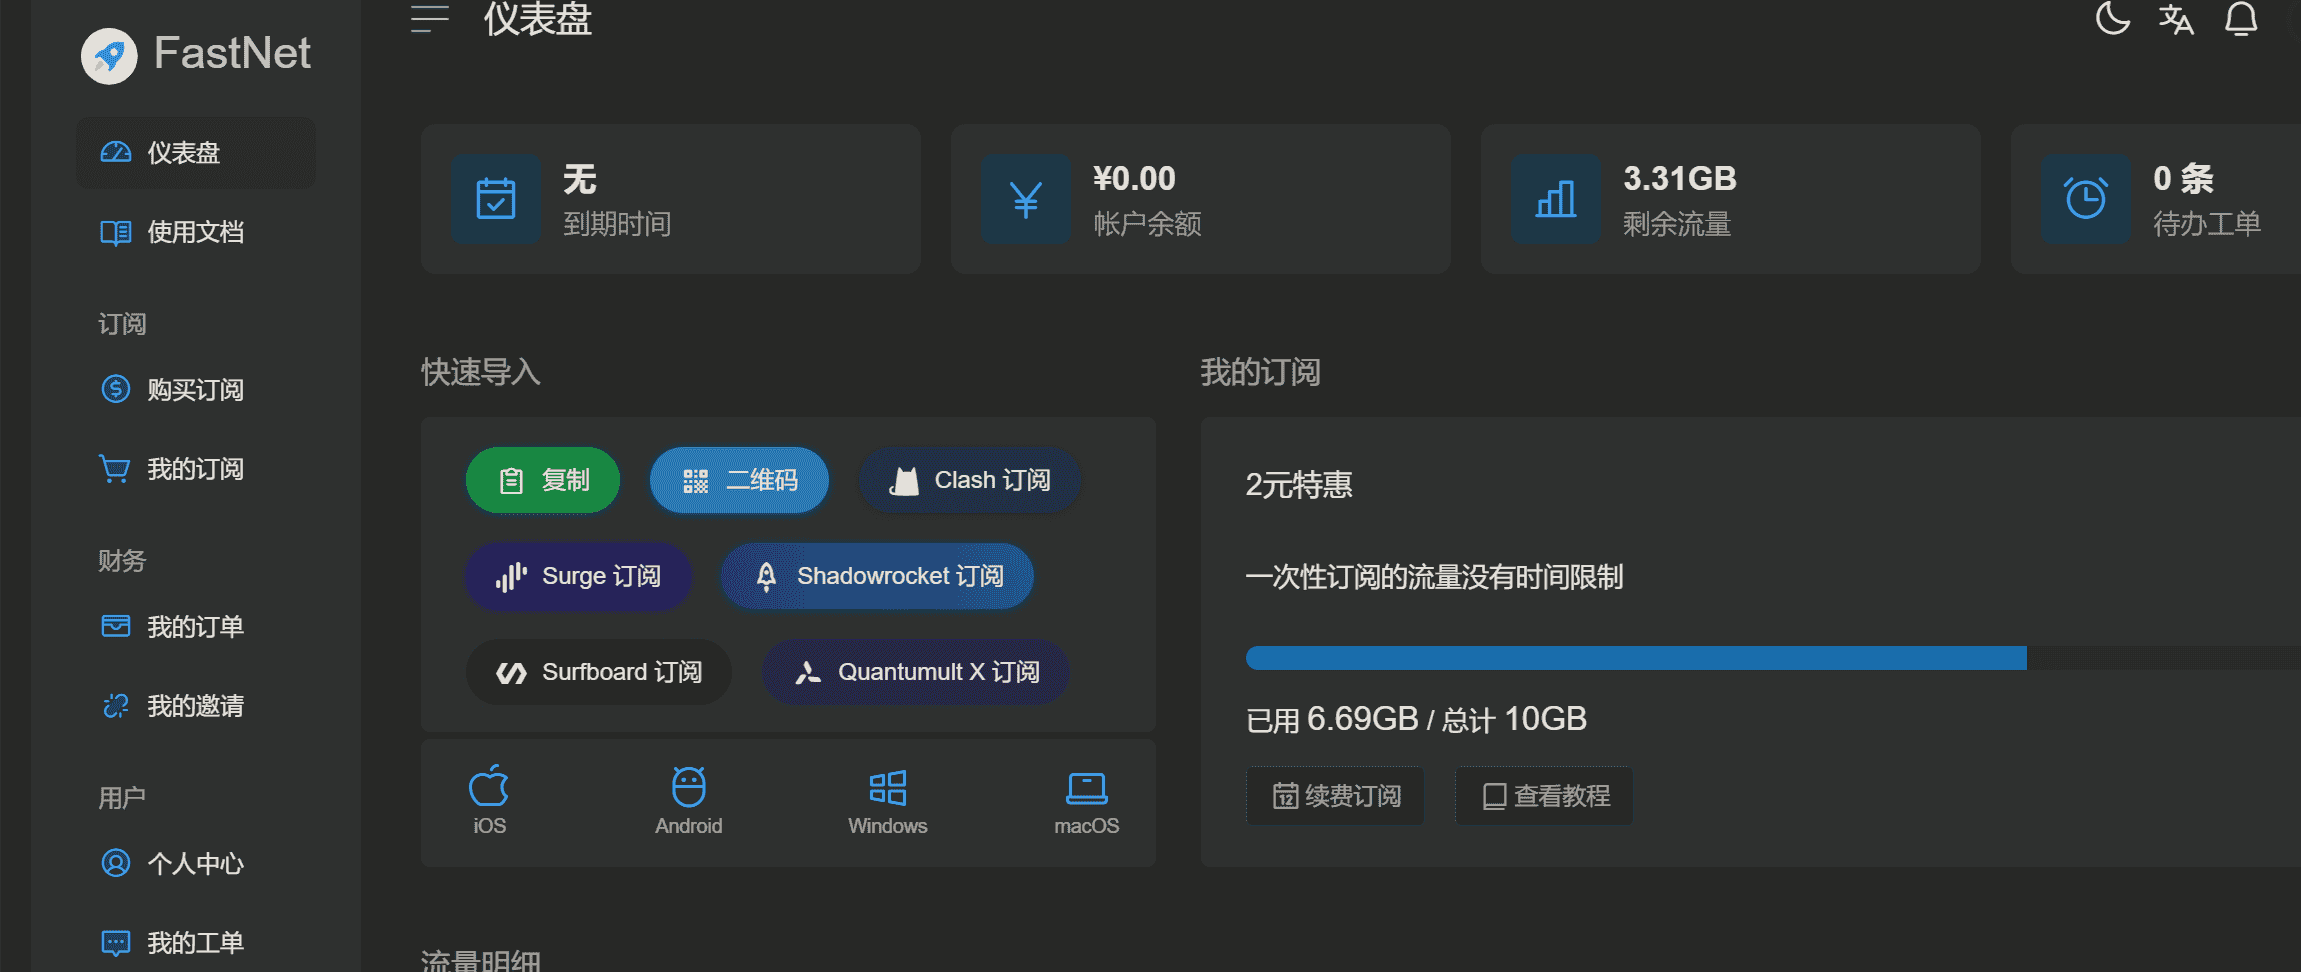 FastNet
仪表盘
使用文档
订阅
购买订阅
我的订阅
财务
我的订单
我的邀请
用户
个人中心
我的工单
仪表盘
无
到期时间
¥0.00
帐户余额
3.31GB
剩余流量
0 条
待办工单
快速导入
复制
二维码
Clash 订阅
Surge 订阅
Shadowrocket 订阅
Surfboard 订阅
Quantumult X 订阅
iOS
Android
Windows
macOS
我的订阅
2元特惠
一次性订阅的流量没有时间限制
已用 6.69GB / 总计 10GB
续费订阅
查看教程
流量明细